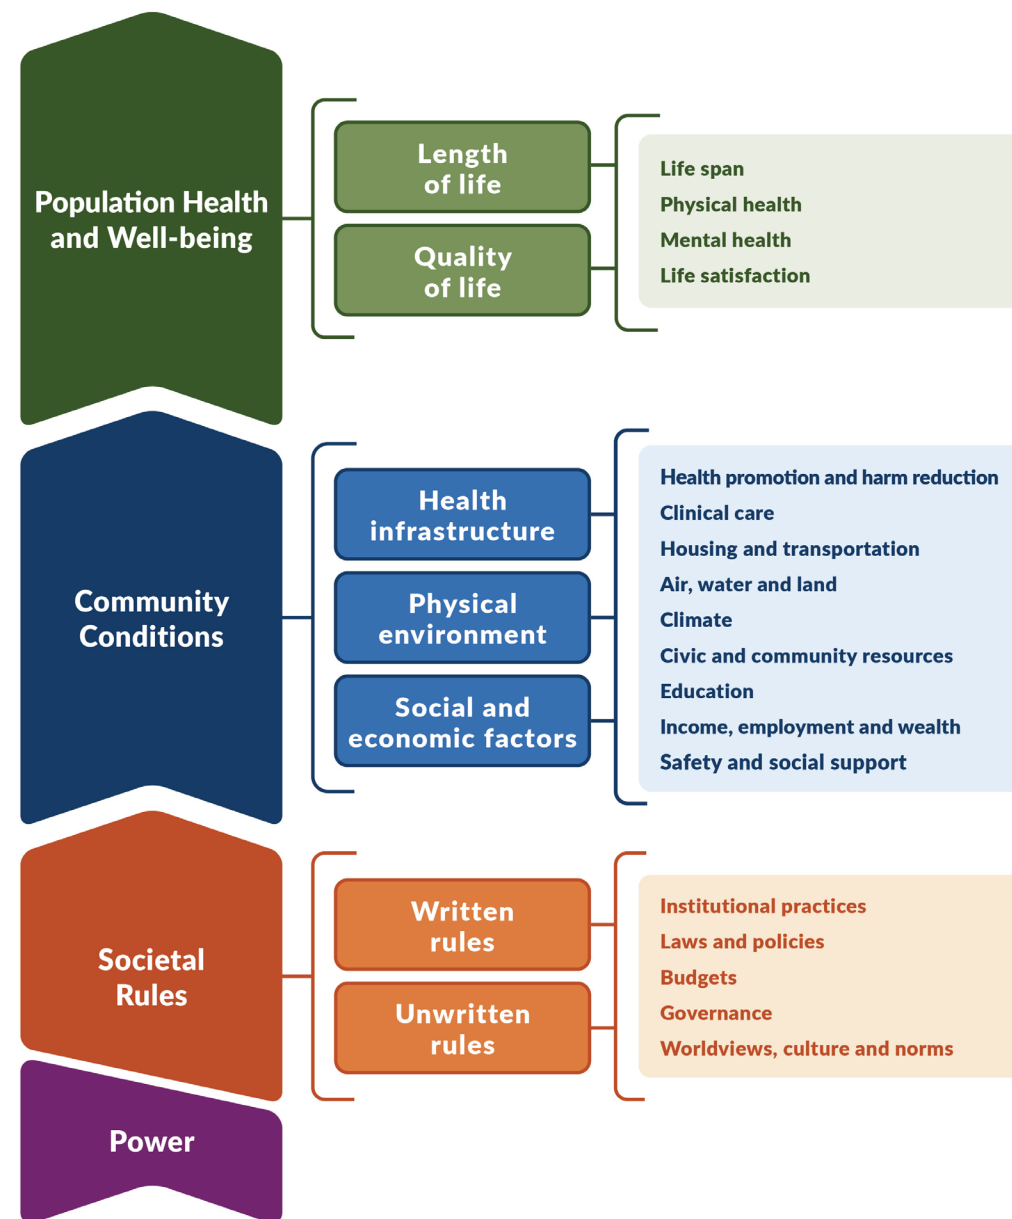 Population Health
and Well-being
Length
of life
Quality
of life
Life span
Physical health
Mental health
Life satisfaction
Community
Conditions
Health
infrastructure
Physical
environment
Social and
economic factors
Health promotion and harm reduction
Clinical care
Housing and transportation
Air, water and land
Climate
Civic and community resources
Education
Income, employment and wealth
Safety and social support
Societal
Rules
Written
rules
Unwritten
rules
Institutional practices
Laws and policies
Budgets
Governance
Worldviews, culture and norms
Power